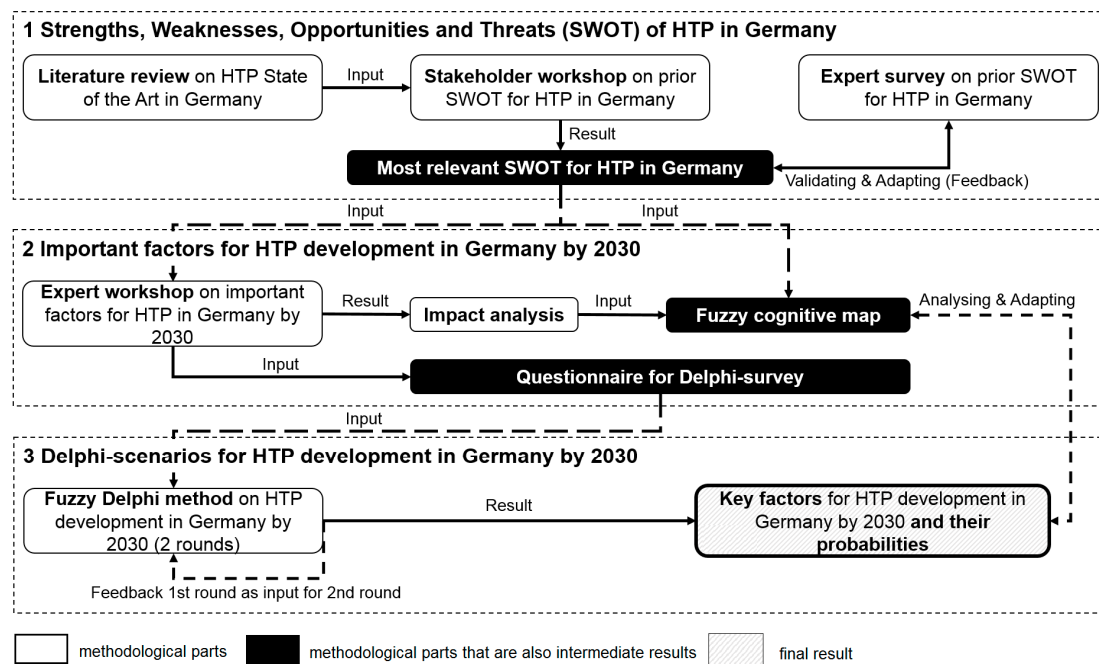 1 Strengths, Weaknesses, Opportunities and Threats (SWOT) of HTP in Germany
Literature review on HTP State
of the Art in Germany
Input
Stakeholder workshop on prior
SWOT for HTP in Germany
Expert survey on prior SWOT
for HTP in Germany
Result
Most relevant SWOT for HTP in Germany
Validating & Adapting (Feedback)
Input
Input
2 Important factors for HTP development in Germany by 2030
Expert workshop on important
factors for HTP in Germany by
2030
Result
Impact analysis
Input
Fuzzy cognitive map
Analysing & Adapting
Input
Questionnaire for Delphi-survey
Input
3 Delphi-scenarios for HTP development in Germany by 2030
Fuzzy Delphi method on HTP
development in Germany by
2030 (2 rounds)
Result
Key factors for HTP development in
Germany by 2030 and their
probabilities
Feedback 1st round as input for 2nd round
methodological parts
methodological parts that are also intermediate results
final result